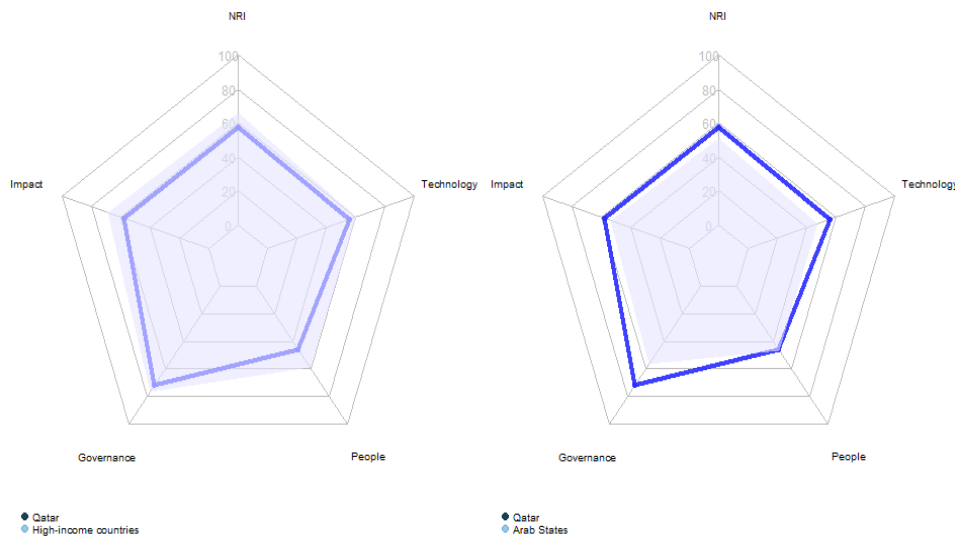 NRI
100
80
60
40
20
0
Impact
Technology
Governance
People
Qatar
High-income countries
NRI
100
80
60
40
20
0
Impact
Technology
Governance
People
Qatar
Arab States